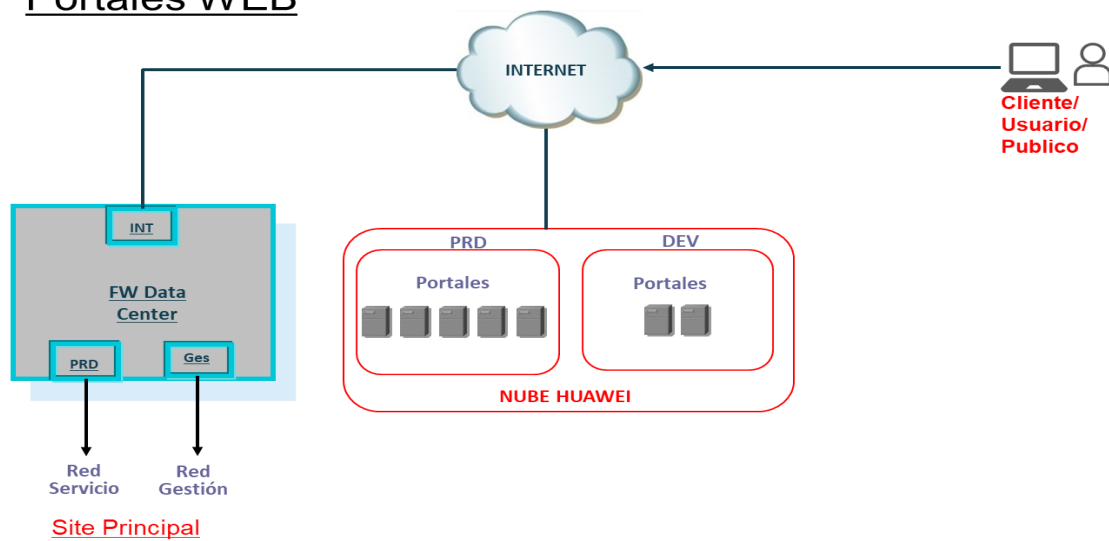 Portales WEB
INTERNET
Cliente/
Usuario/
Publico
INT
FW Data
Center
PRD
Ges
Red
Servicio
Red
Gestión
Site Principal
PRD
Portales
DEV
Portales
NUBE HUAWEI